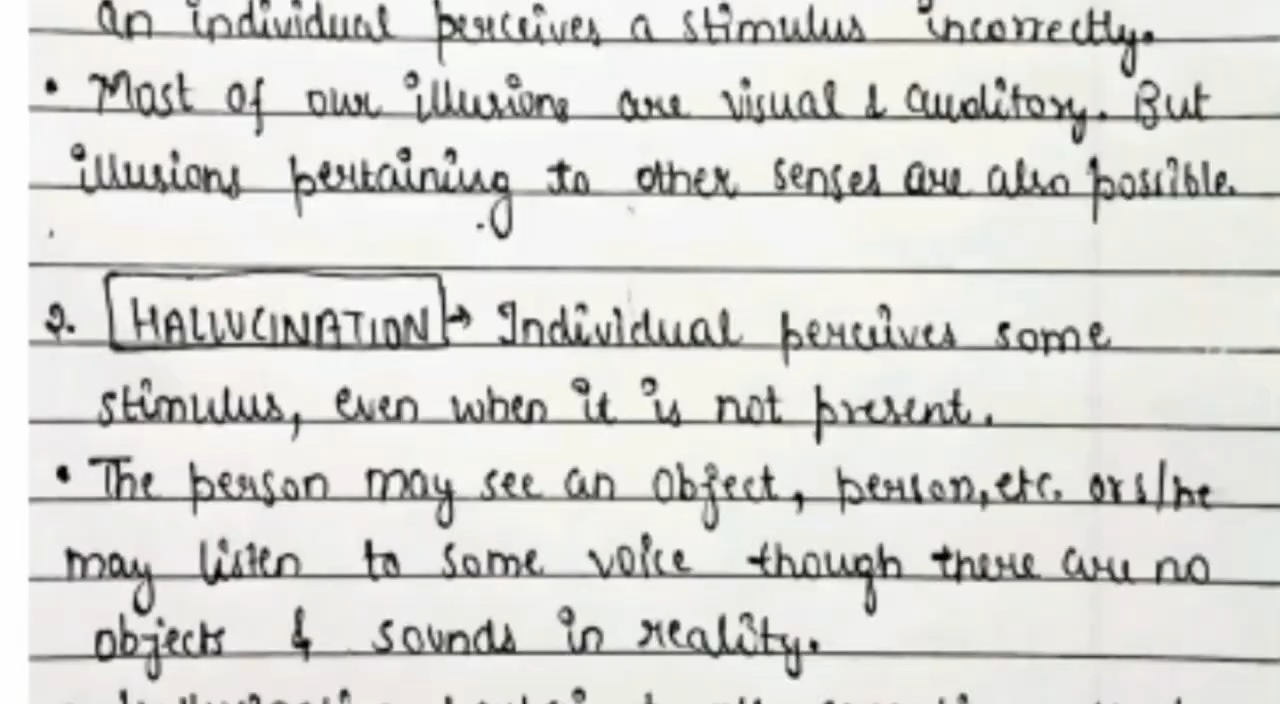 an individual perceives a stimulus incorrectly.
• Most of our illusions are visual & auditory. But
illusions pertaining to other senses are also possible.
2. HALLUCINATION → Individual perceives some
stimulus, even when it is not present.
• The person may see an object, person, etc. or s/he
may listen to some voice though there are no
objects & sounds in reality.